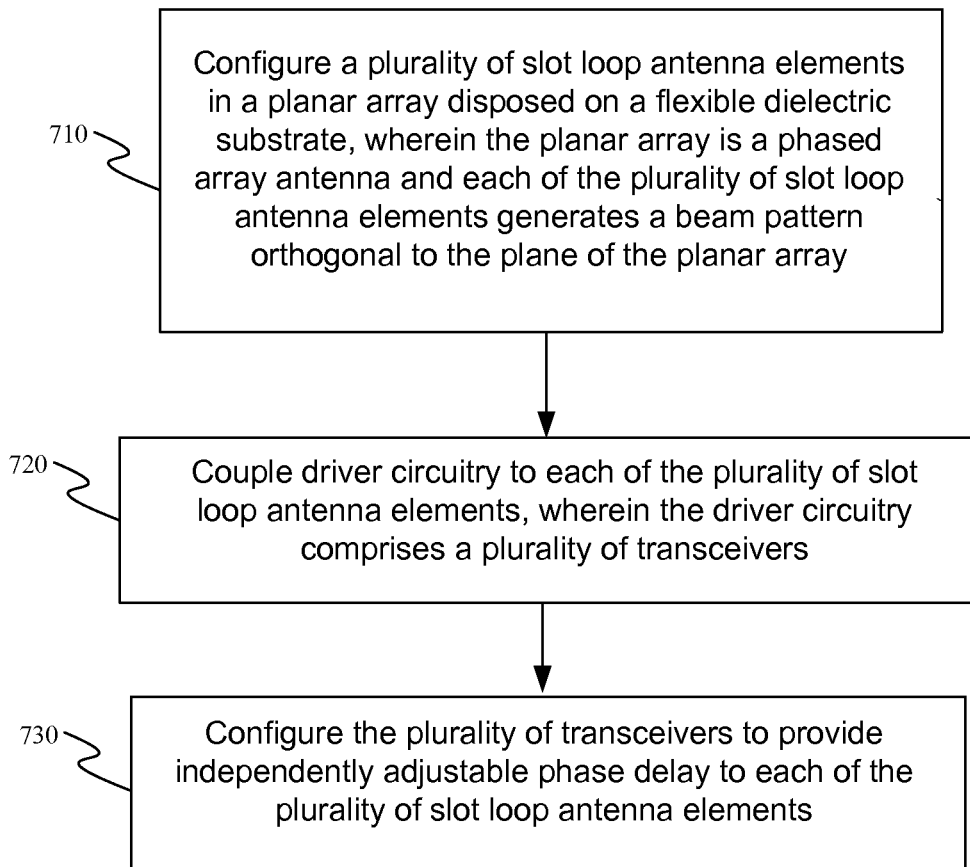 Configure a plurality of slot loop antenna elements
in a planar array disposed on a flexible dielectric
substrate, wherein the planar array is a phased
array antenna and each of the plurality of slot loop
antenna elements generates a beam pattern
orthogonal to the plane of the planar array
710
Couple driver circuitry to each of the plurality of slot
loop antenna elements, wherein the driver circuitry
comprises a plurality of transceivers
720
Configure the plurality of transceivers to provide
independently adjustable phase delay to each of the
plurality of slot loop antenna elements
730